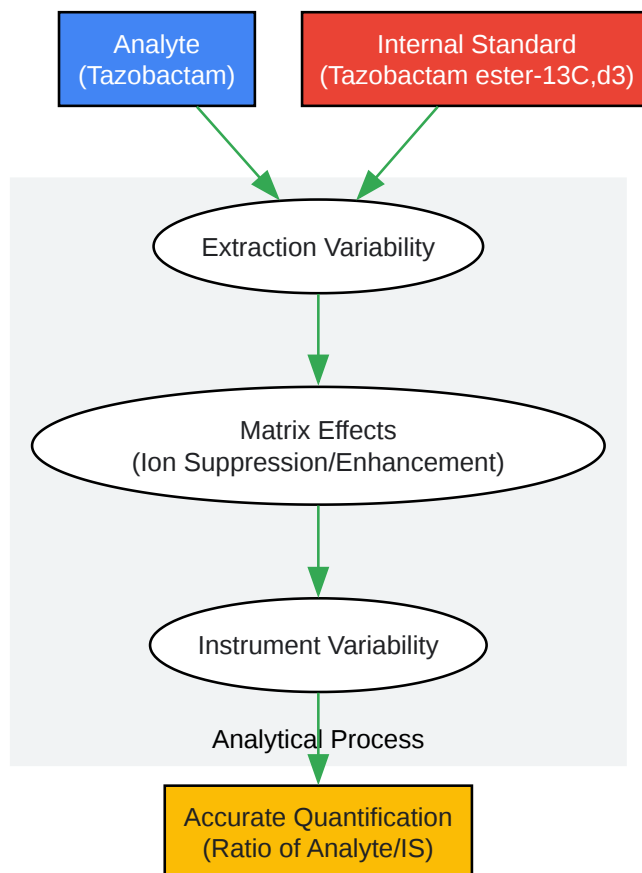 Analyte
(Tazobactam)
Internal Standard
(Tazobactam ester-13C,d3)
Extraction Variability
Matrix Effects
(Ion Suppression/Enhancement)
Instrument Variability
Analytical Process
Accurate Quantification
(Ratio of Analyte/IS)